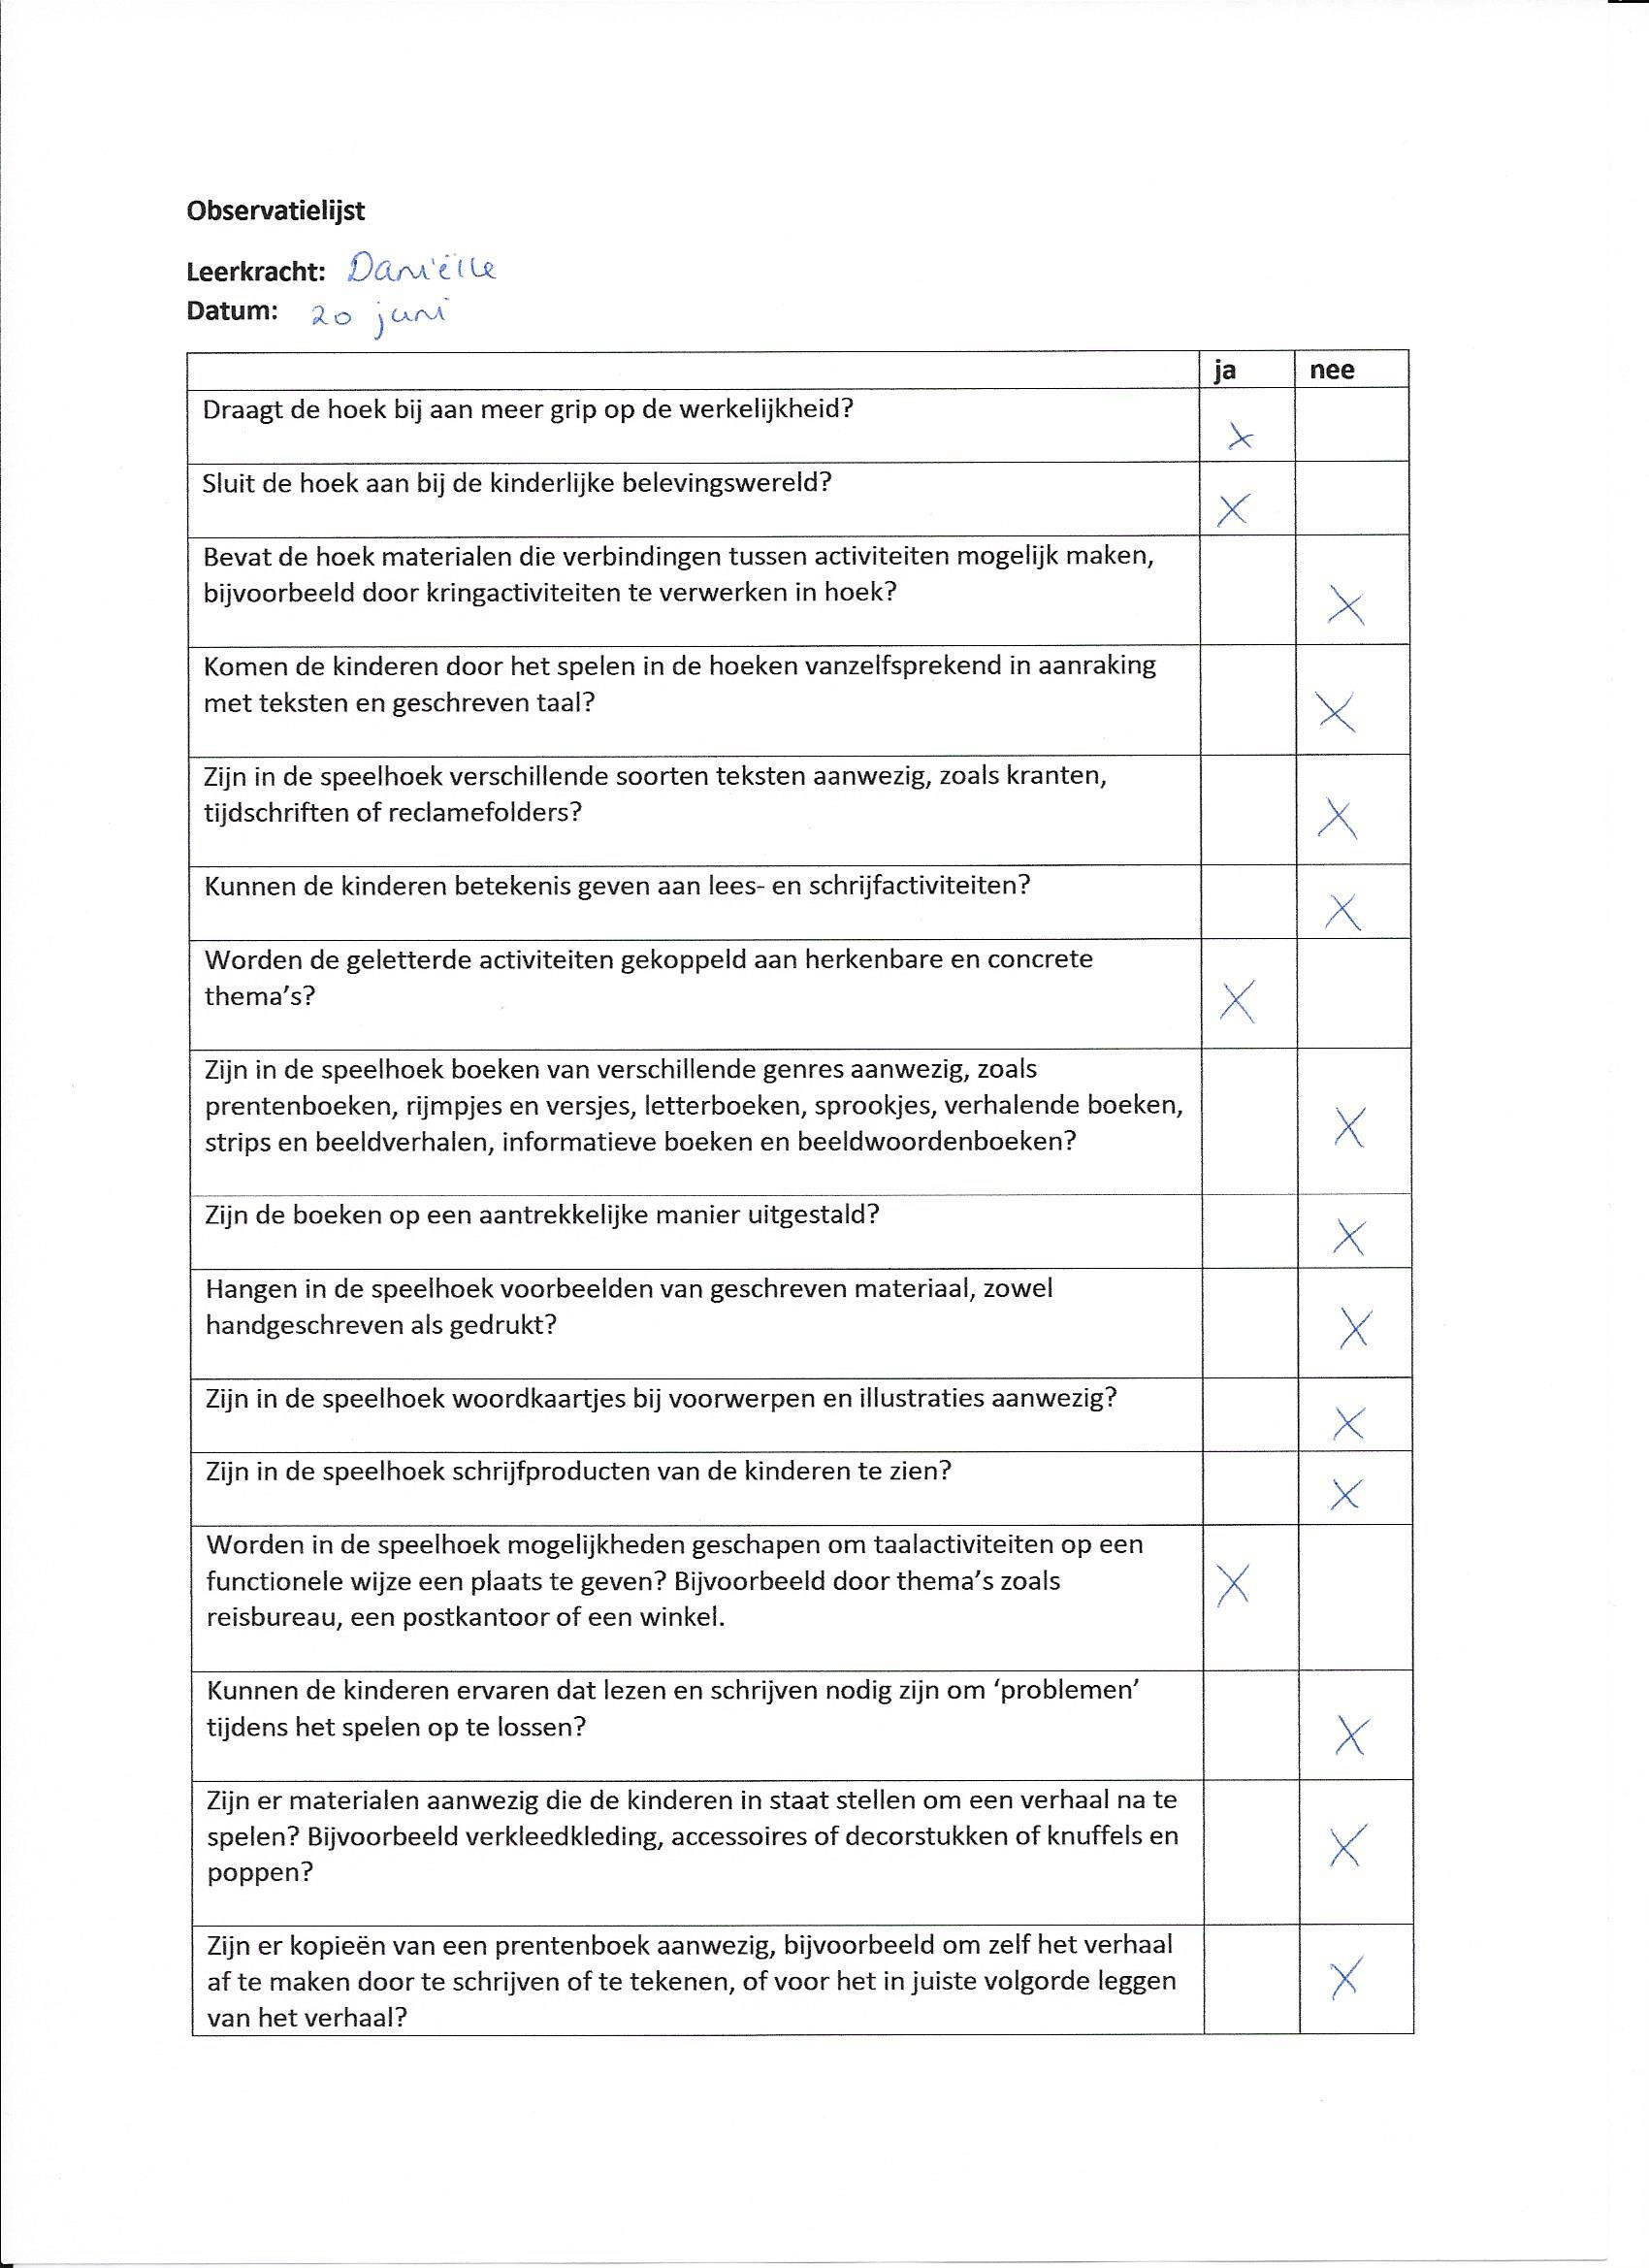 Observatielijst
Leerkracht: Daniëlle
Datum: 20 juni
ja nee
Draagt de hoek bij aan meer grip op de werkelijkheid? x
Sluit de hoek aan bij de kinderlijke belevingswereld? X
Bevat de hoek materialen die verbindingen tussen activiteiten mogelijk maken,
bijvoorbeeld door kringactiviteiten te verwerken in hoek? X
Komen de kinderen door het spelen in de hoeken vanzelfsprekend in aanraking
met teksten en geschreven taal? X
Zijn in de speelhoek verschillende soorten teksten aanwezig, zoals kranten,
tijdschriften of reclamefolders? X
Kunnen de kinderen betekenis geven aan lees- en schrijfactiviteiten? X
Worden de geletterde activiteiten gekoppeld aan herkenbare en concrete
thema's? X
Zijn in de speelhoek boeken van verschillende genres aanwezig, zoals
prentenboeken, rijmpjes en versjes, letterboeken, sprookjes, verhalende boeken, X
strips en beeldverhalen, informatieve boeken en beeldwoordenboeken?
Zijn de boeken op een aantrekkelijke manier uitgestald? X
Hangen in de speelhoek voorbeelden van geschreven materiaal, zowel
handgeschreven als gedrukt? X
Zijn in de speelhoek woordkaartjes bij voorwerpen en illustraties aanwezig? X
Zijn in de speelhoek schrijfproducten van de kinderen te zien? X
Worden in de speelhoek mogelijkheden geschapen om taalactiviteiten op een
functionele wijze een plaats te geven? Bijvoorbeeld door thema's zoals X
reisbureau, een postkantoor of een winkel.
Kunnen de kinderen ervaren dat lezen en schrijven nodig zijn om ‘problemen’
tijdens het spelen op te lossen? X
Zijn er materialen aanwezig die de kinderen in staat stellen om een verhaal na te
spelen? Bijvoorbeeld verkleedkleding, accessoires of decorstukken of knuffels en X
poppen?
Zijn er kopieën van een prentenboek aanwezig, bijvoorbeeld om zelf het verhaal
af te maken door te schrijven of te tekenen, of voor het in juiste volgorde leggen X
van het verhaal?